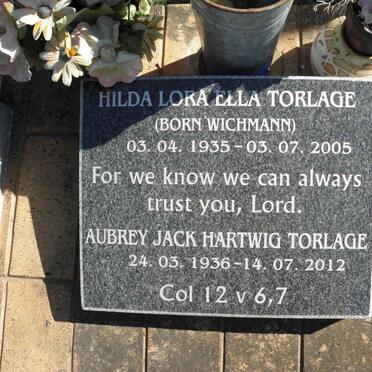 HILDA LORA ELLA TORLAGE
(BORN WICHMANN)
03. 04. 1935 - 03. 07. 2005
For we know we can always
trust you, Lord.
AUBREY JACK HARTWIG TORLAGE
24. 03. 1936 - 14. 07. 2012
Col 12 v 6,7